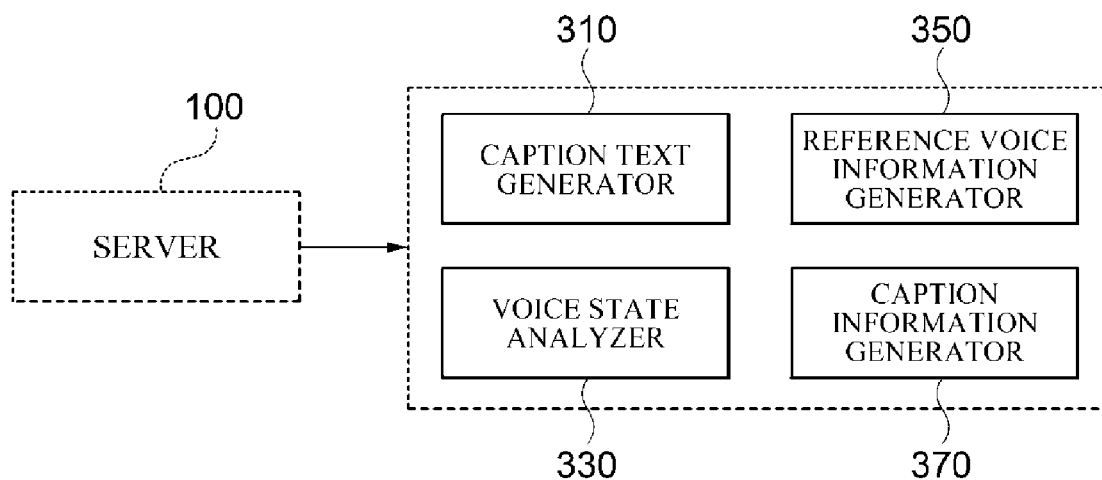 310
350
100
CAPTION TEXT
GENERATOR
REFERENCE VOICE
INFORMATION
GENERATOR
SERVER
VOICE STATE
ANALYZER
CAPTION
INFORMATION
GENERATOR
330
370